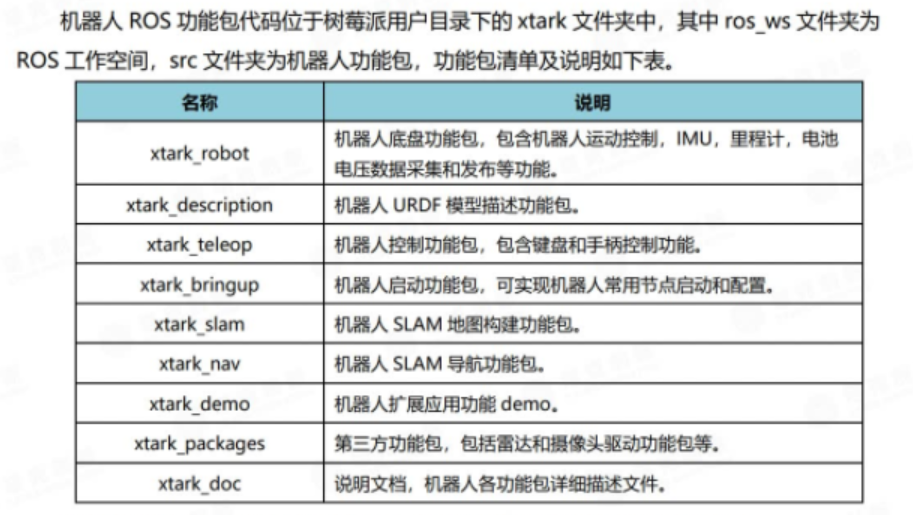 机器人 ROS 功能包代码位于树莓派用户目录下的 xtark 文件夹中，其中 ros_ws 文件夹为
ROS 工作空间，src 文件夹为机器人功能包，功能包清单及说明如下表。
名称 说明
xtark_robot 机器人底盘功能包，包含机器人运动控制，IMU，里程计，电池
电压数据采集和发布等功能。
xtark_description 机器人 URDF 模型描述功能包。
xtark_teleop 机器人控制功能包，包含键盘和手柄控制功能。
xtark_bringup 机器人启动功能包，可实现机器人常用节点启动和配置。
xtark_slam 机器人 SLAM 地图构建功能包。
xtark_nav 机器人 SLAM 导航功能包。
xtark_demo 机器人扩展应用功能 demo。
xtark_packages 第三方功能包，包括雷达和摄像头驱动功能包等。
xtark_doc 说明文档，机器人各功能包详细描述文件。